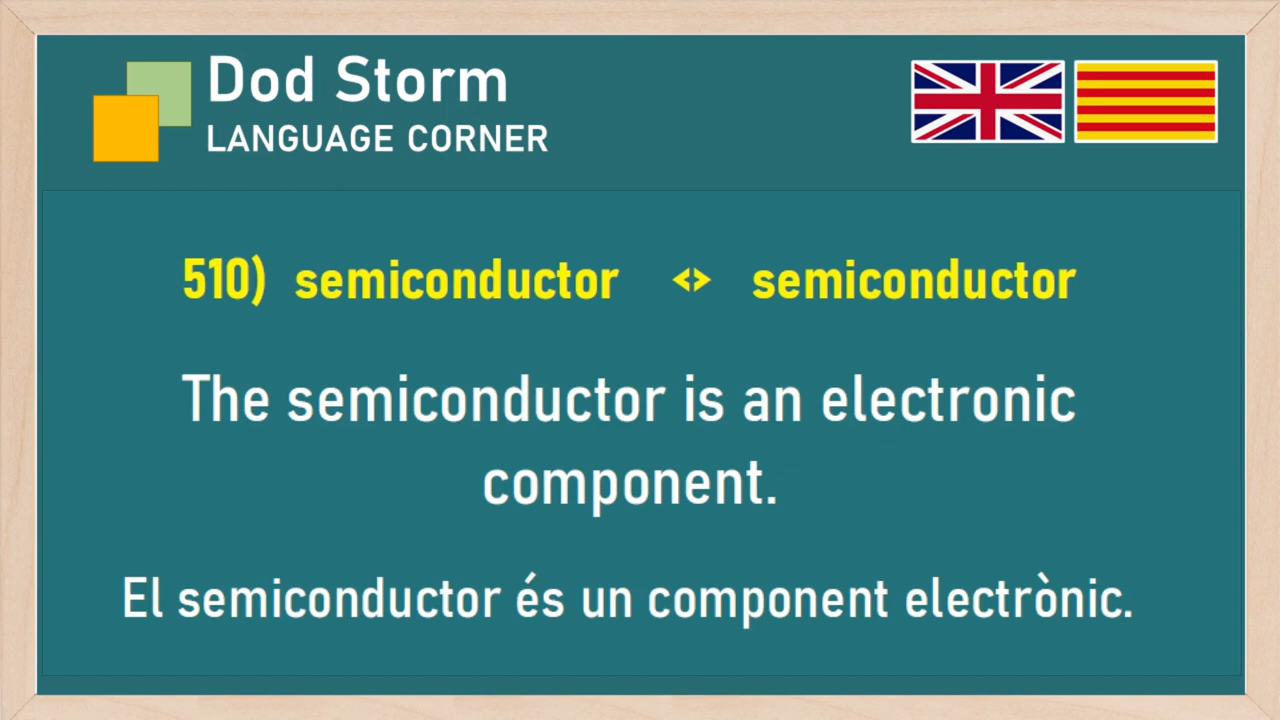 Dod Storm
LANGUAGE CORNER
510) semiconductor <> semiconductor
The semiconductor is an electronic
component.
El semiconductor és un component electrònic.